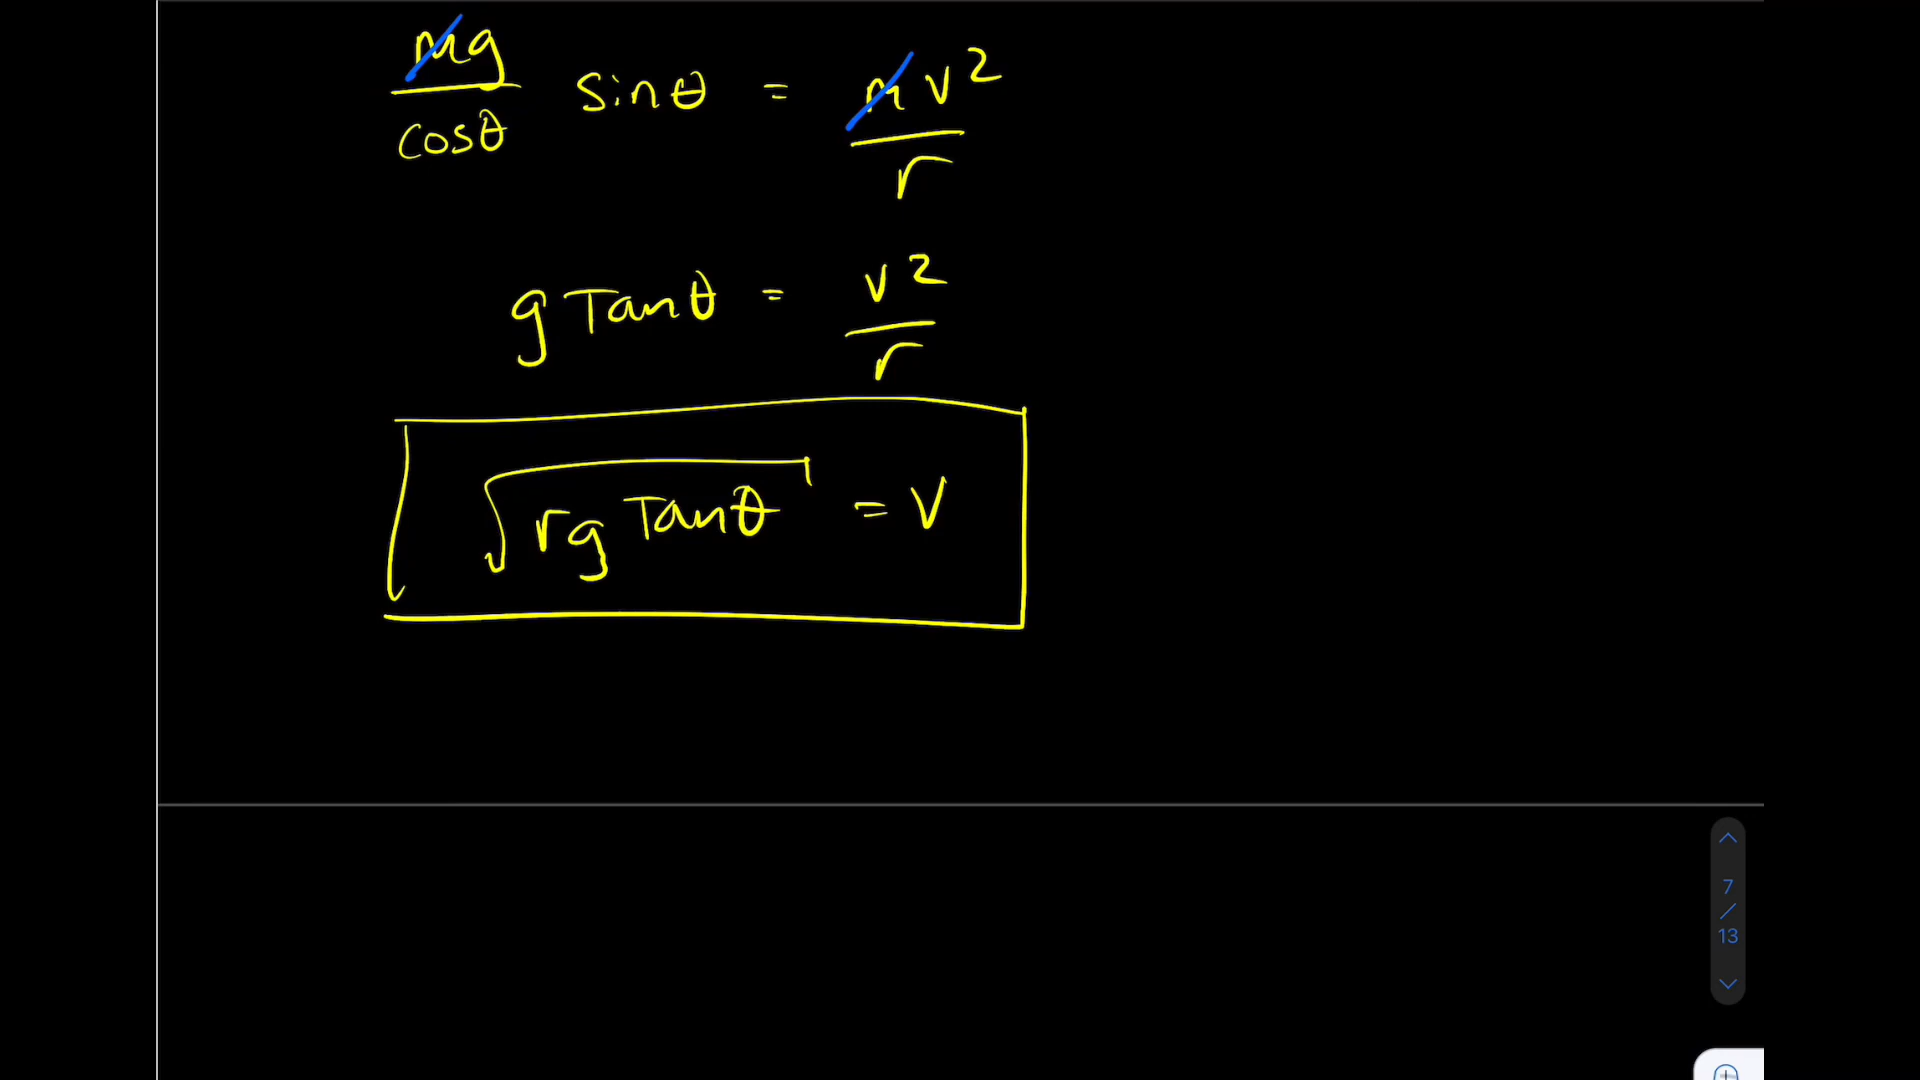 mg/cosθ sinθ = mv²/r
g Tanθ = v²/r
√(rg Tanθ) = v
7
/
13